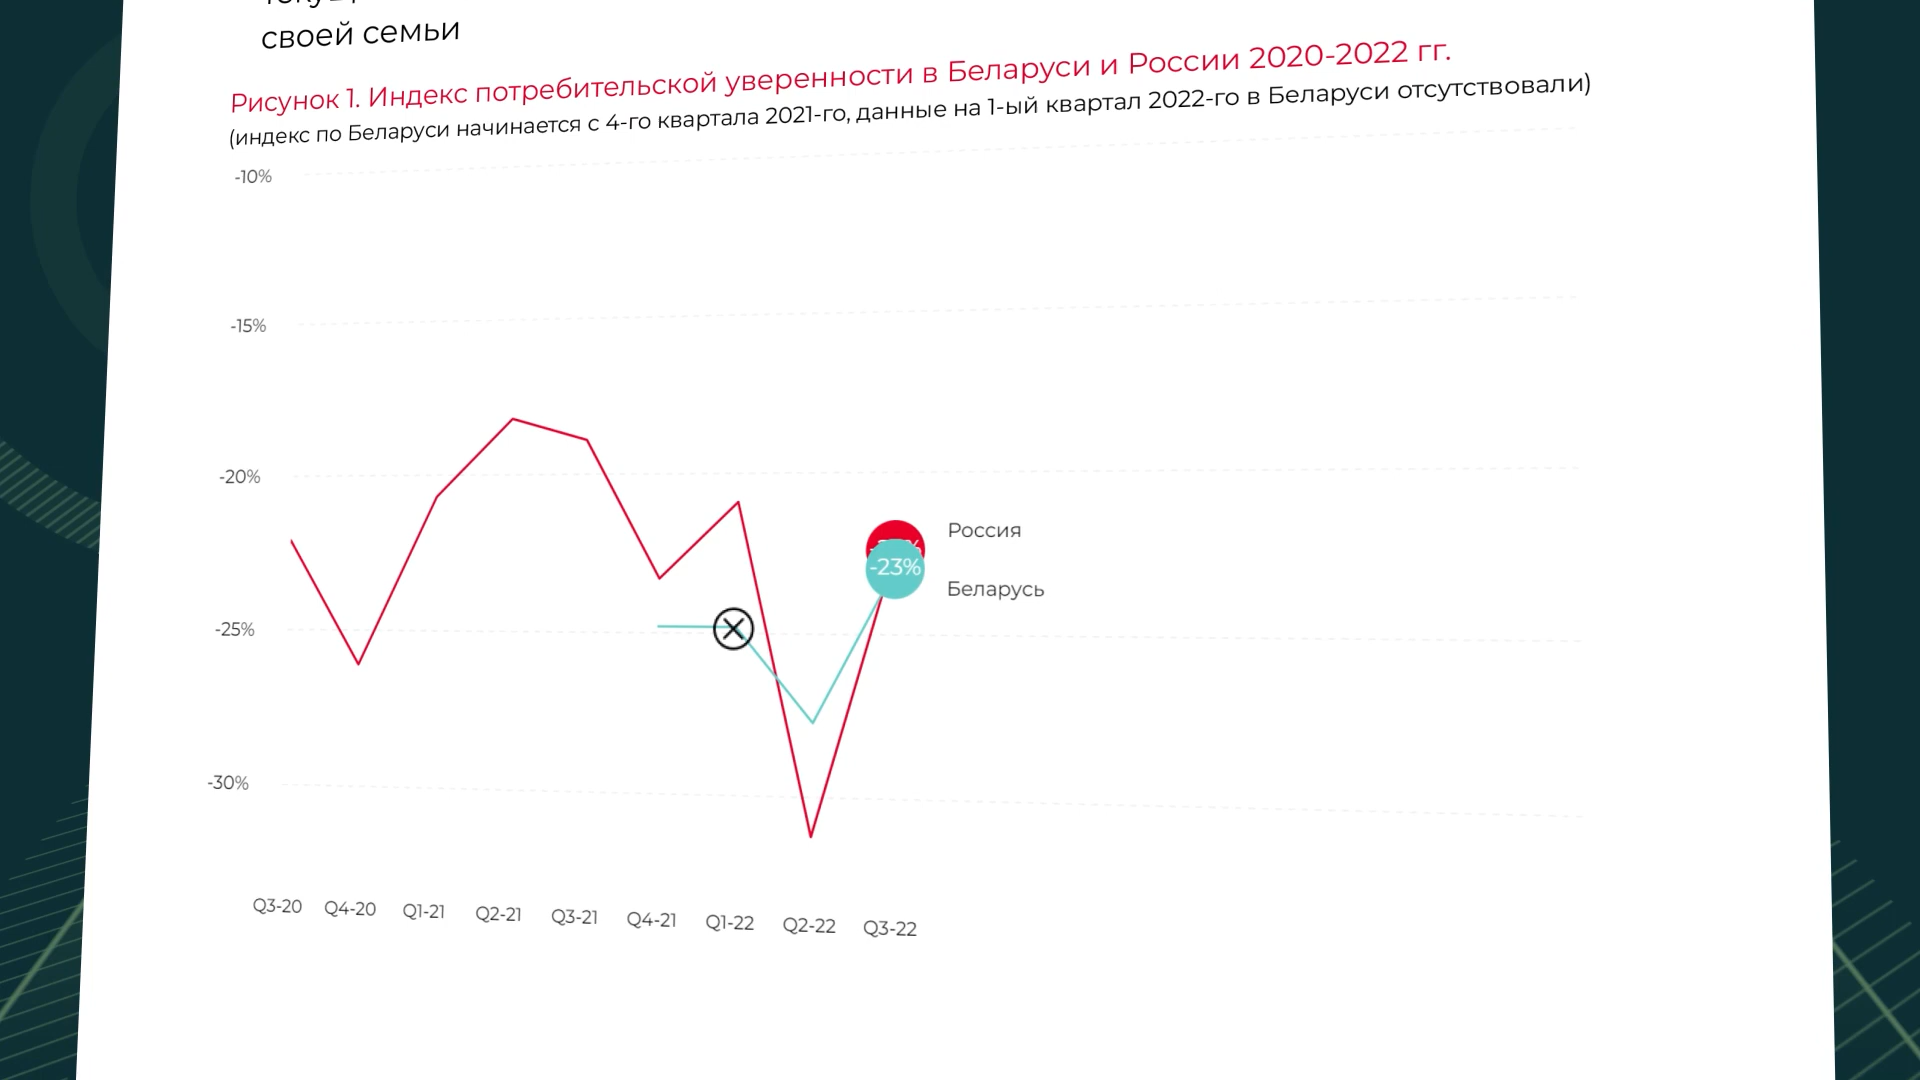 своей семьи
Рисунок 1. Индекс потребительской уверенности в Беларуси и России 2020-2022 гг.
(индекс по Беларуси начинается с 4-го квартала 2021-го, данные на 1-ый квартал 2022-го в Беларуси отсутствовали)
-10%
-15%
-20%
Россия
-23%
Беларусь
-25%
-30%
Q3-20 Q4-20 Q1-21 Q2-21 Q3-21 Q4-21 Q1-22 Q2-22 Q3-22